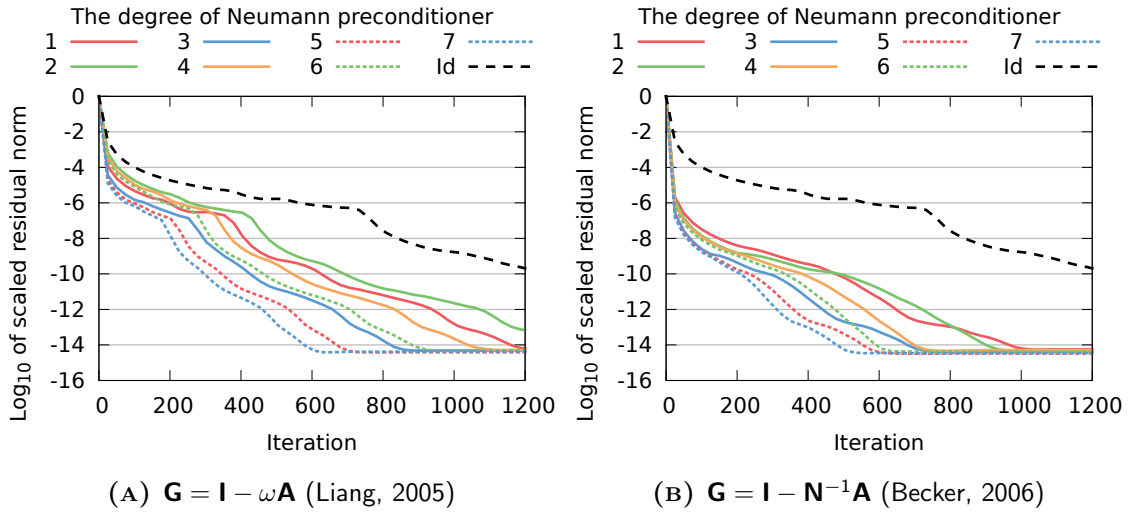 The degree of Neumann preconditioner
1 3 5 7
2 4 6 Id
Log10 of scaled residual norm
0
-2
-4
-6
-8
-10
-12
-14
-16
0 200 400 600 800 1000 1200
Iteration
(A) G = I − ωA (Liang, 2005)
The degree of Neumann preconditioner
1 3 5 7
2 4 6 Id
Log10 of scaled residual norm
0
-2
-4
-6
-8
-10
-12
-14
-16
0 200 400 600 800 1000 1200
Iteration
(B) G = I − N⁻¹A (Becker, 2006)